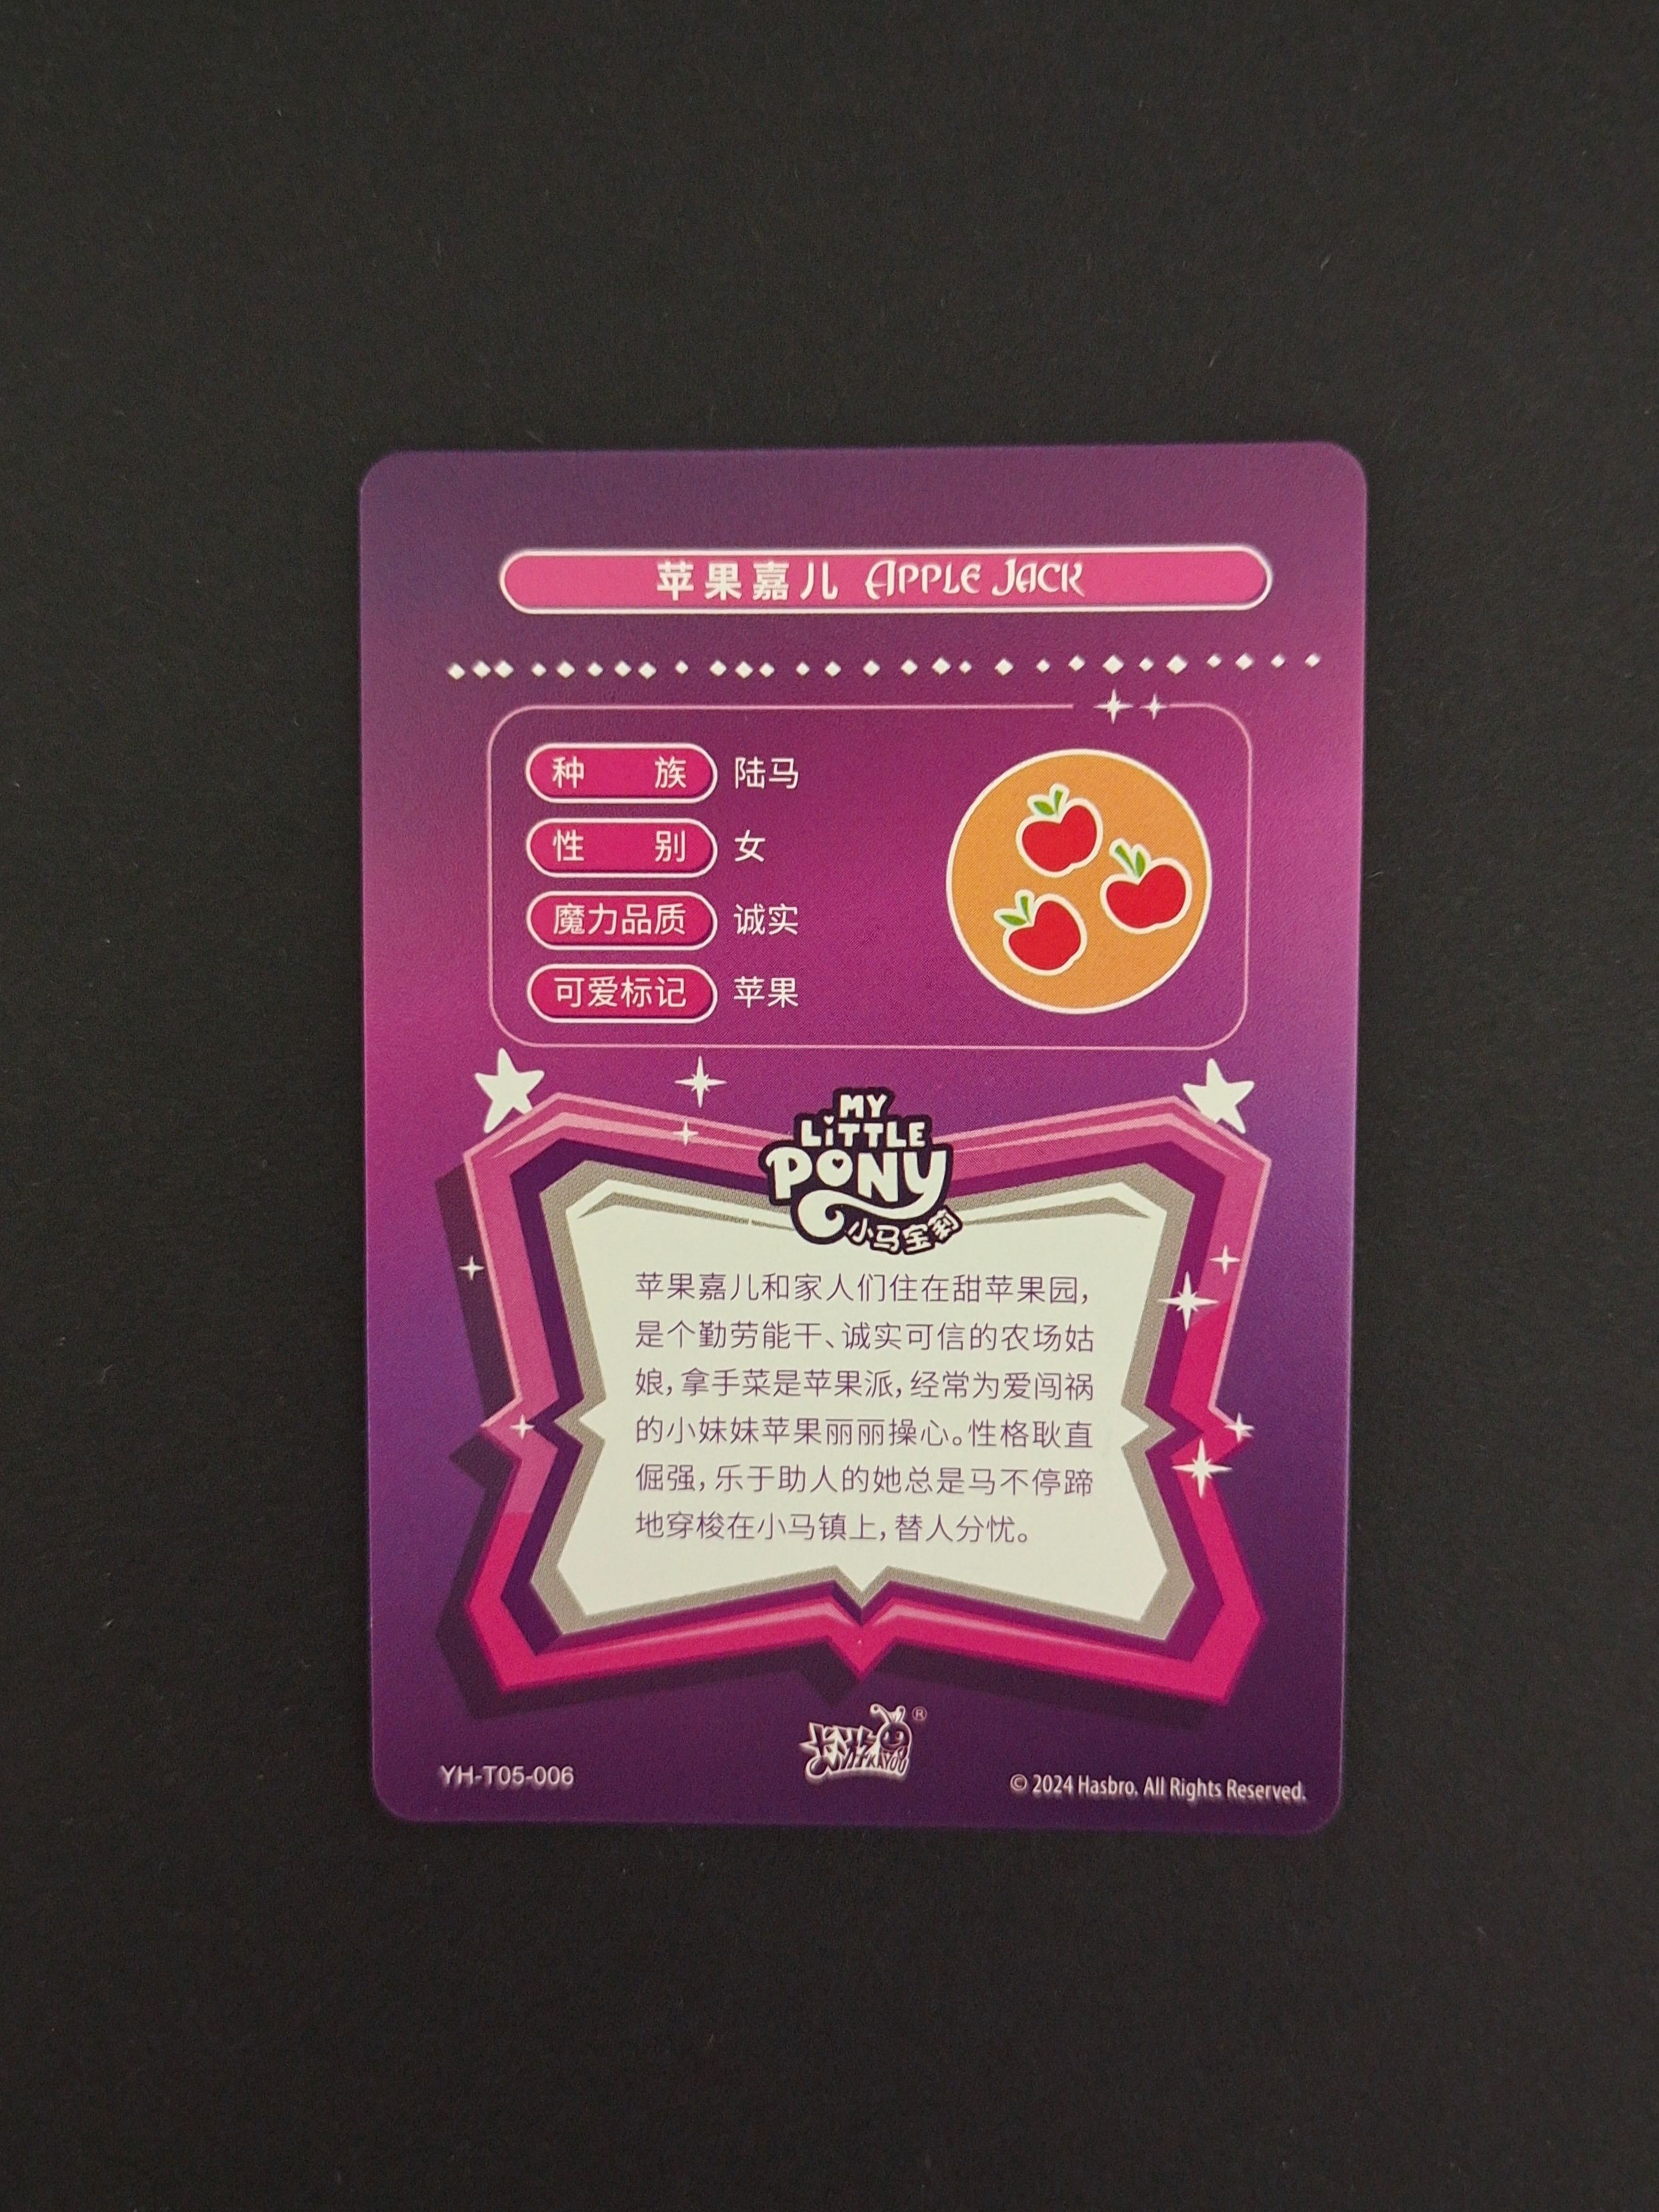 苹果嘉儿 APPLE JACK
种族 陆马
性别 女
魔力品质 诚实
可爱标记 苹果
MY
LITTLE
PONY
小马宝莉
苹果嘉儿和家人们住在甜苹果园,
是个勤劳能干、诚实可信的农场姑
娘,拿手菜是苹果派,经常为爱闯祸
的小妹妹苹果丽丽操心。性格耿直
倔强,乐于助人的她总是马不停蹄
地穿梭在小马镇上,替人分忧。
卡游 KAYOU ®
YH-T05-006
© 2024 Hasbro. All Rights Reserved.